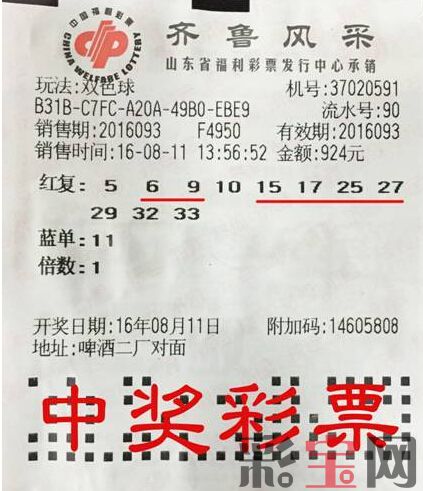 中国福利彩票
CHINA WELFARE LOTTERY
齐鲁风采
山东省福利彩票发行中心承销
玩法:双色球 机号:37020591
B31B-C7FC-A20A-49B0-EBE9 流水号:90
销售期:2016093 F4950 有效期:2016093
销售时间:16-08-11 13:56:52 金额:924元
红复: 5 6 9 10 15 17 25 27
29 32 33
蓝单:11
倍数:1
开奖日期:16年08月11日 附加码:14605808
地址:啤酒二厂对面
中奖彩票
彩宝网